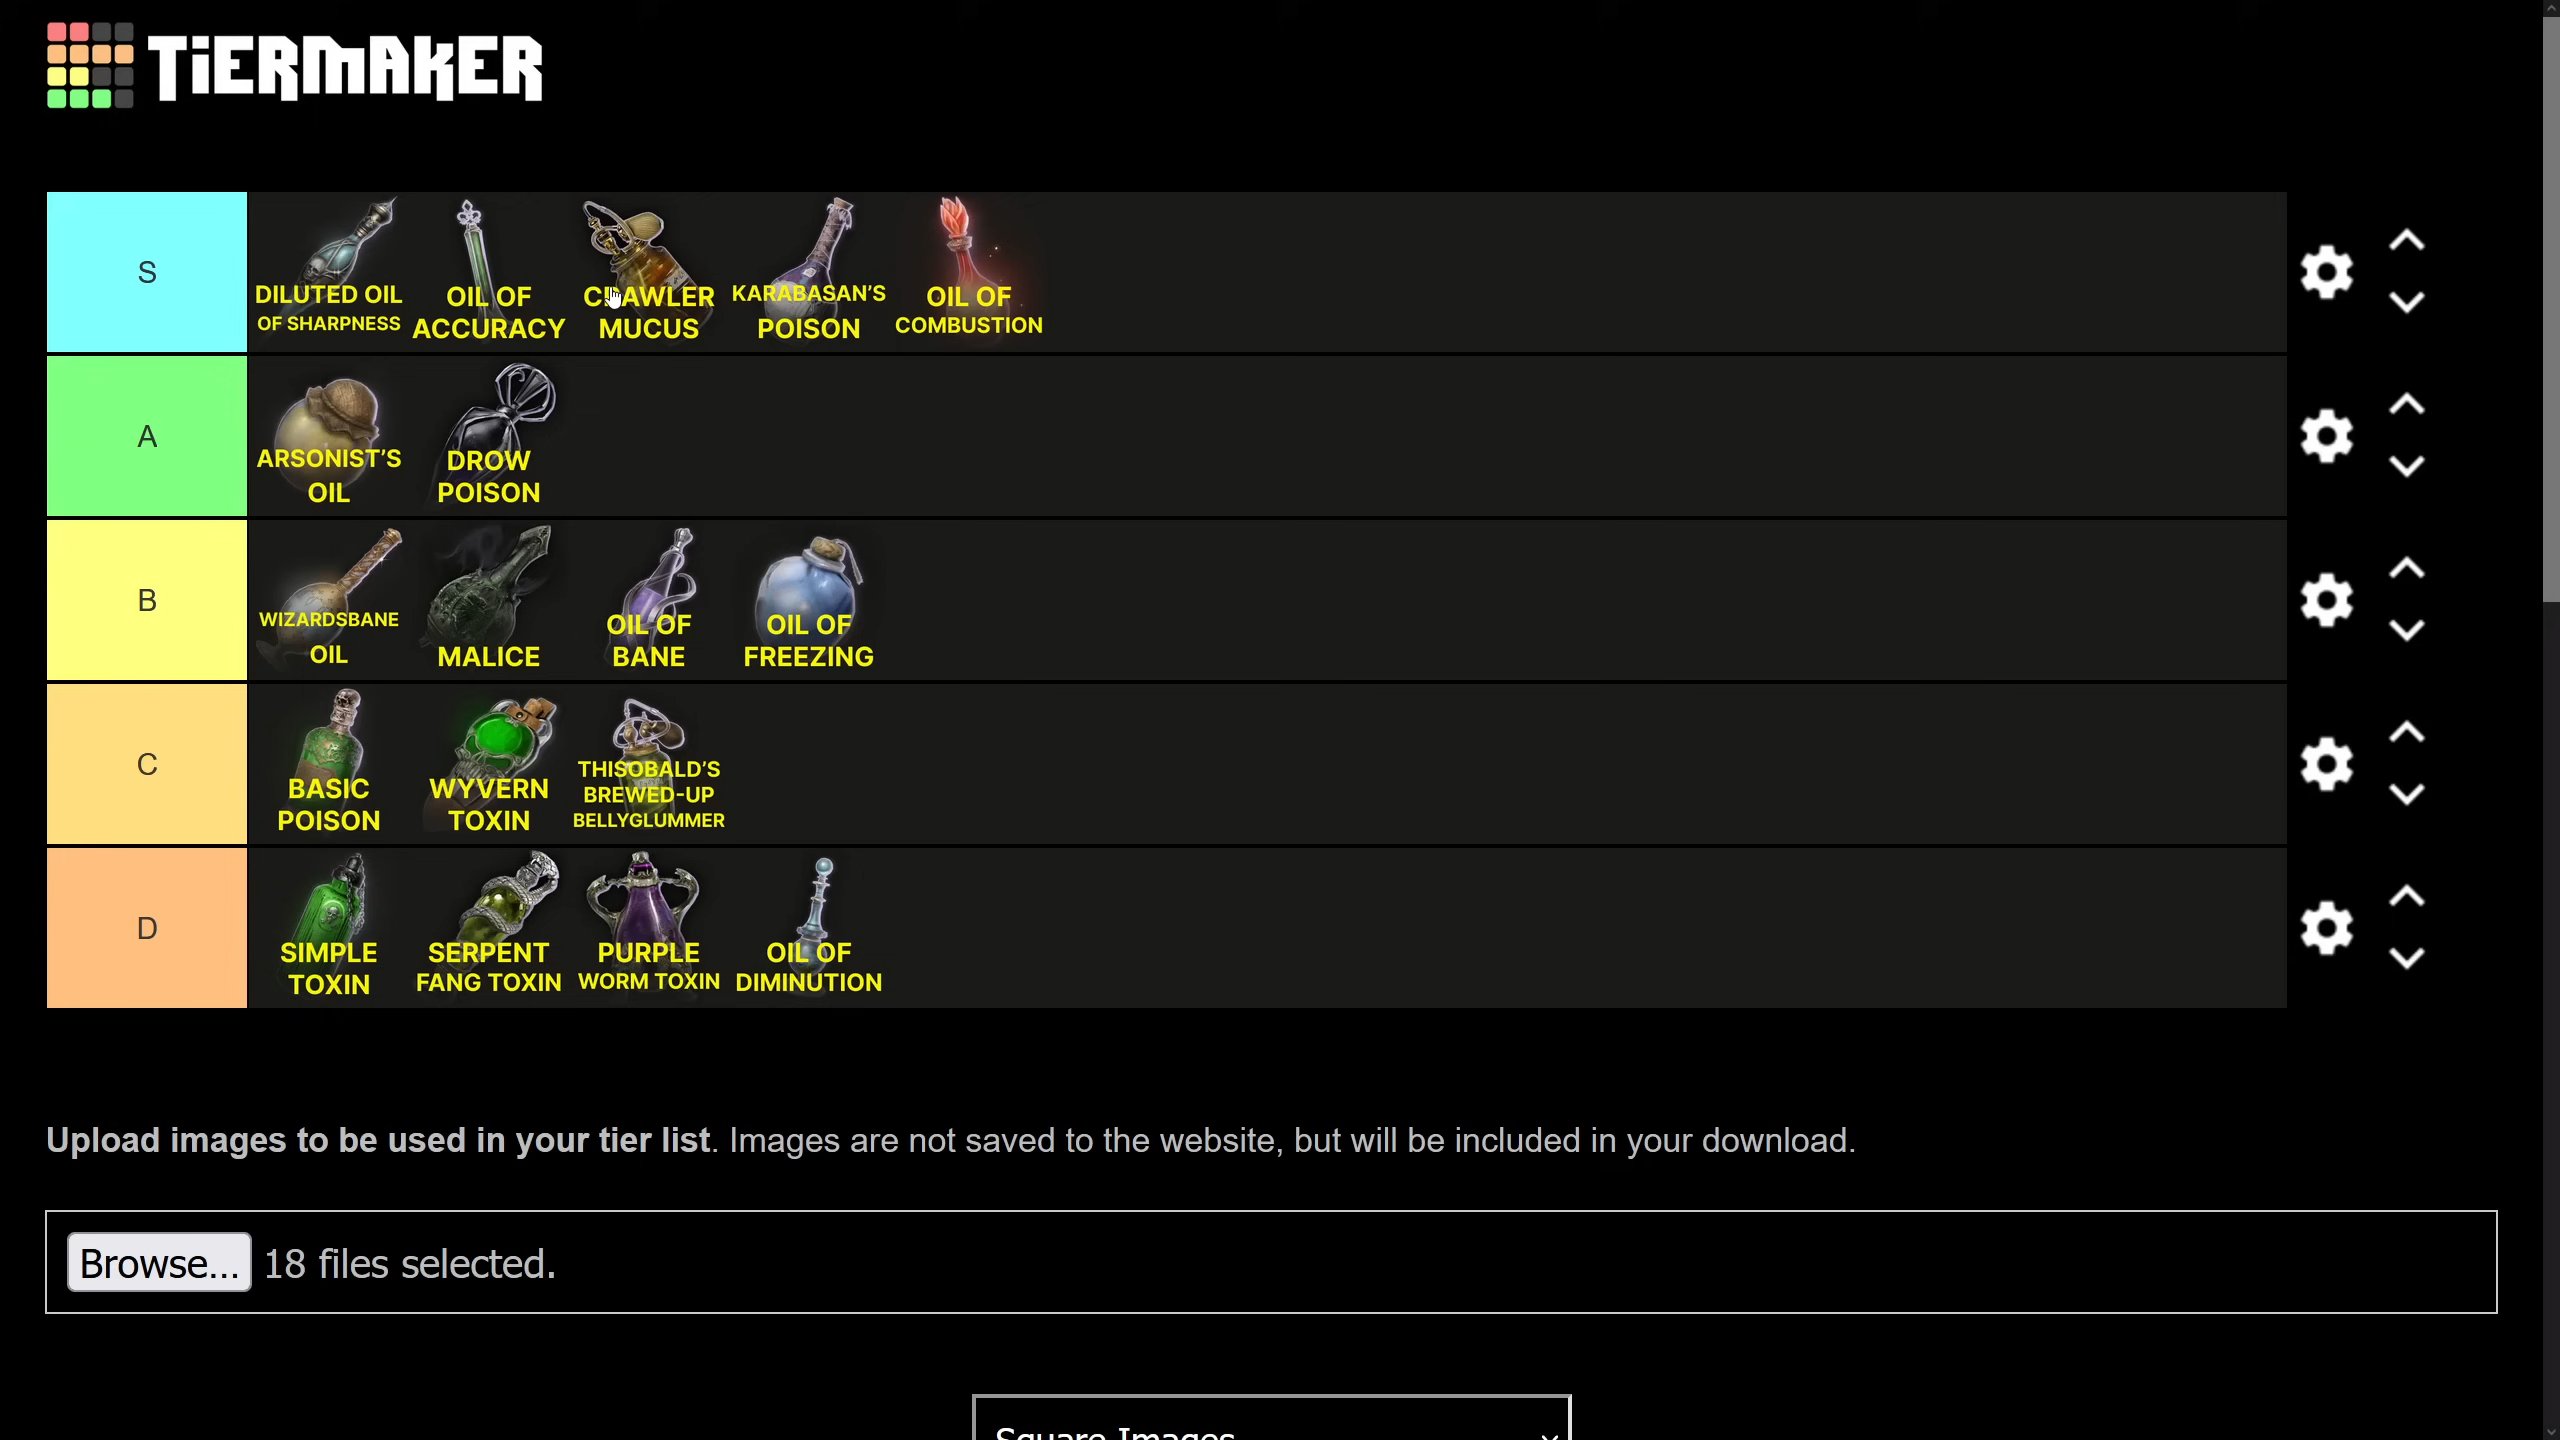 TiERMAKER
S
DILUTED OIL
OF SHARPNESS
OIL OF
ACCURACY
CRAWLER
MUCUS
KARABASAN'S
POISON
OIL OF
COMBUSTION
A
ARSONIST'S
OIL
DROW
POISON
B
WIZARDSBANE
OIL
MALICE
OIL OF
BANE
OIL OF
FREEZING
C
BASIC
POISON
WYVERN
TOXIN
THISOBALD'S
BREWED-UP
BELLYGLUMMER
D
SIMPLE
TOXIN
SERPENT
FANG TOXIN
PURPLE
WORM TOXIN
OIL OF
DIMINUTION
Upload images to be used in your tier list. Images are not saved to the website, but will be included in your download.
Browse... 18 files selected.
Square Images